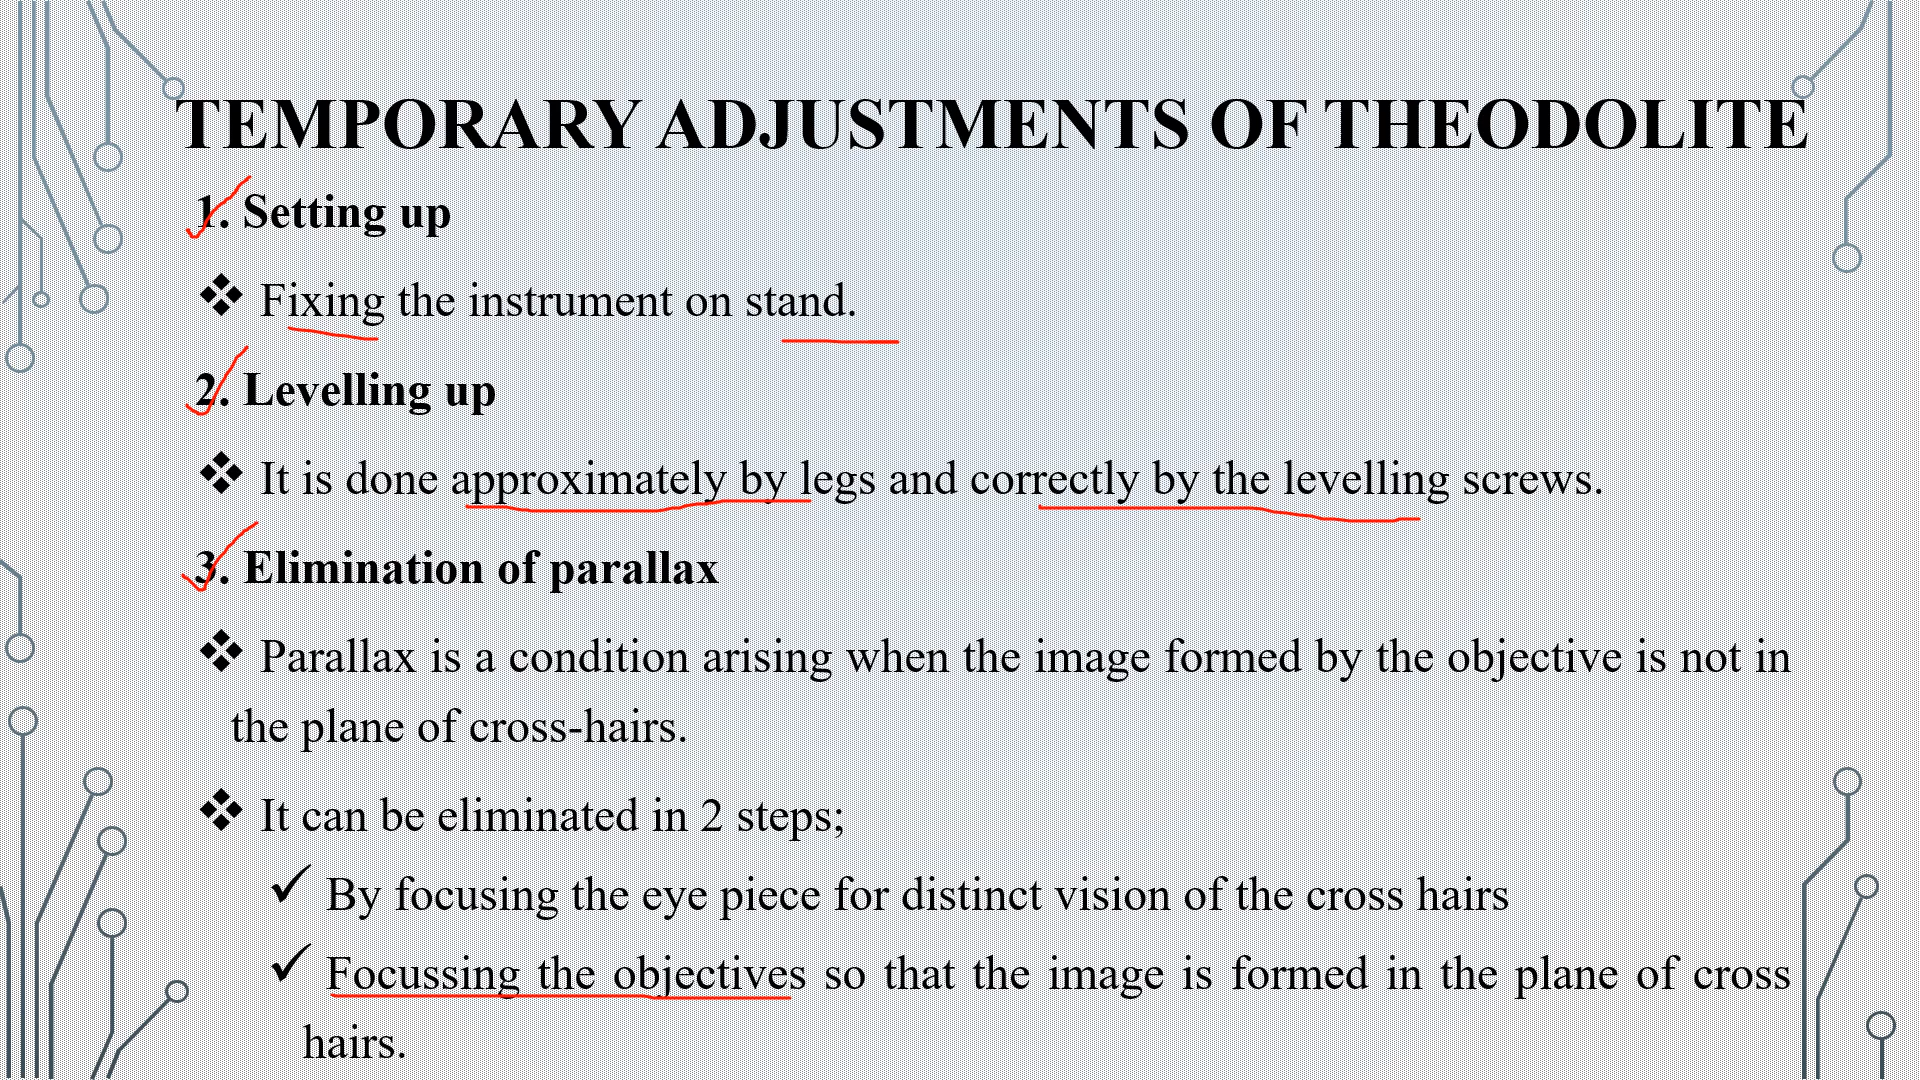 TEMPORARY ADJUSTMENTS OF THEODOLITE
1. Setting up
❖ Fixing the instrument on stand.
2. Levelling up
❖ It is done approximately by legs and correctly by the levelling screws.
3. Elimination of parallax
❖ Parallax is a condition arising when the image formed by the objective is not in
the plane of cross-hairs.
❖ It can be eliminated in 2 steps;
✓ By focusing the eye piece for distinct vision of the cross hairs
✓ Focussing the objectives so that the image is formed in the plane of cross
hairs.